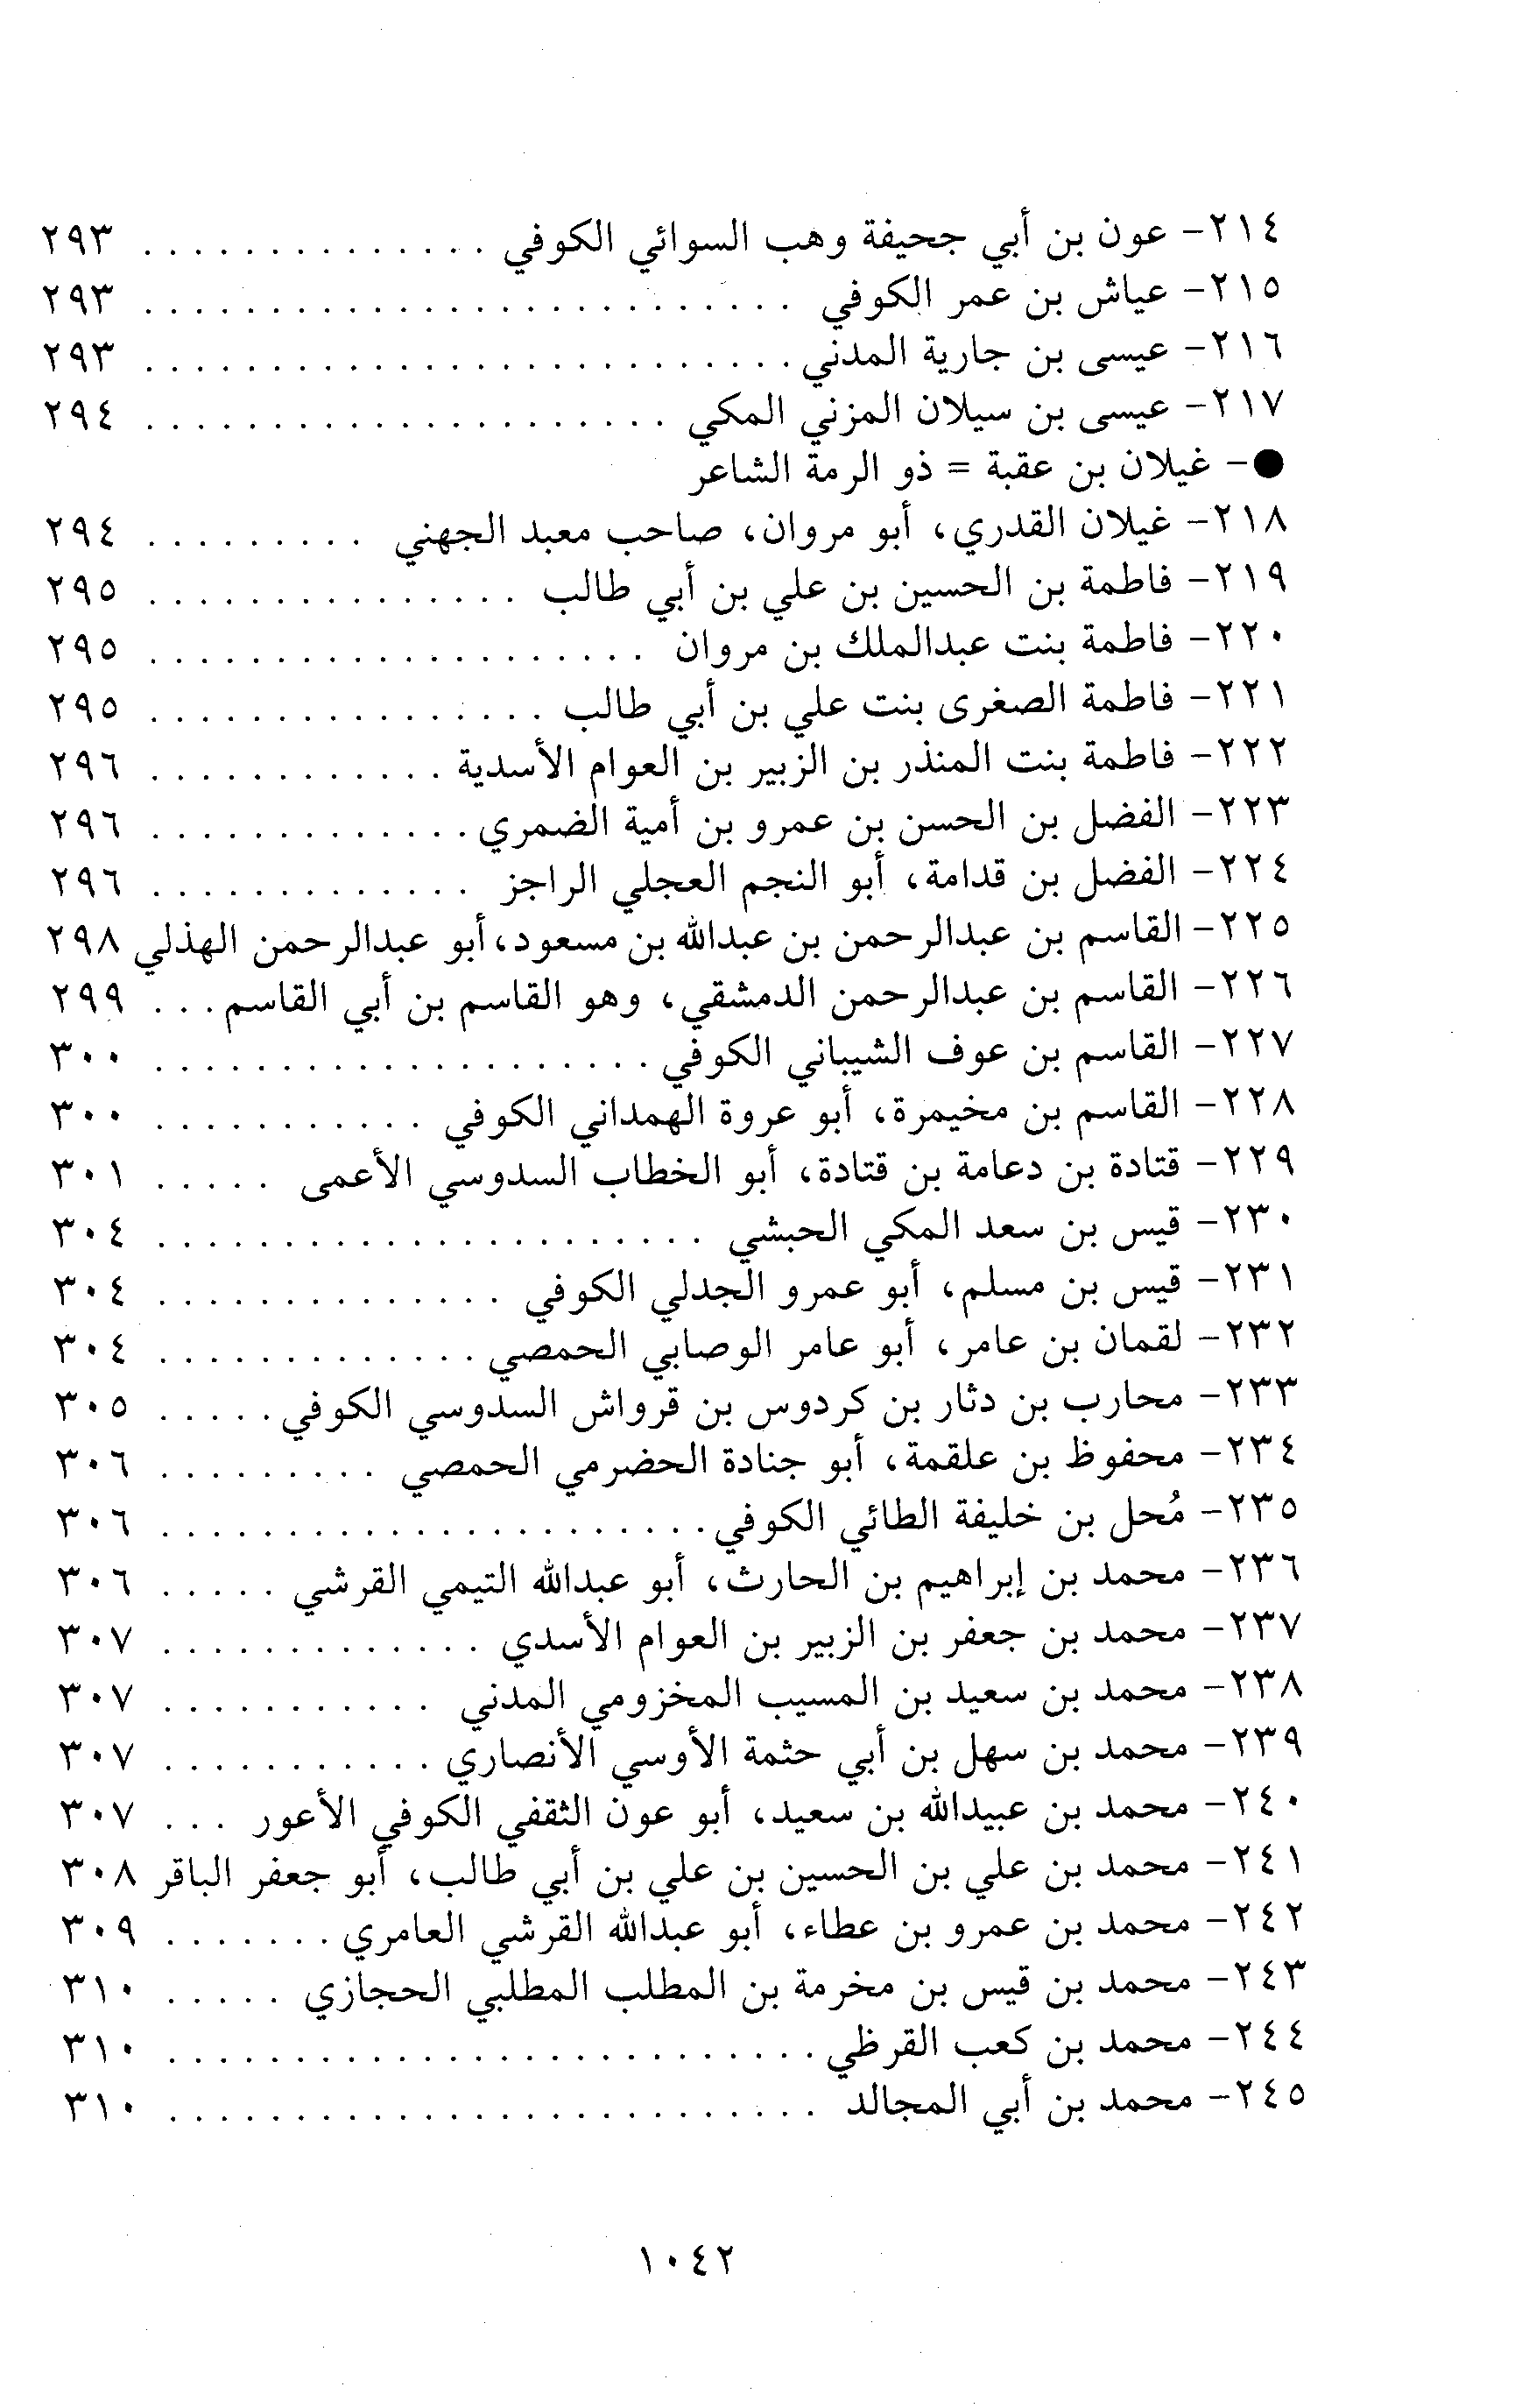 ٢١٤- عون بن أبي جحيفة وهب السوائي الكوفي . . . . . . . . . . . . . . ٢٩٣
٢١٥- عياش بن عمر الكوفي . . . . . . . . . . . . . . . . . . . . . . . . . . ٢٩٣
٢١٦- عيسى بن جارية المدني . . . . . . . . . . . . . . . . . . . . . . . . . . ٢٩٣
٢١٧- عيسى بن سيلان المزني المكي . . . . . . . . . . . . . . . . . . . . . ٢٩٤
●- غيلان بن عقبة = ذو الرمة الشاعر
٢١٨- غيلان القدري، أبو مروان، صاحب معبد الجهني . . . . . . . . . ٢٩٤
٢١٩- فاطمة بن الحسين بن علي بن أبي طالب . . . . . . . . . . . . . . . ٢٩٥
٢٢٠- فاطمة بنت عبدالملك بن مروان . . . . . . . . . . . . . . . . . . . . ٢٩٥
٢٢١- فاطمة الصغرى بنت علي بن أبي طالب . . . . . . . . . . . . . . . . ٢٩٥
٢٢٢- فاطمة بنت المنذر بن الزبير بن العوام الأسدية . . . . . . . . . . . . ٢٩٦
٢٢٣- الفضل بن الحسن بن عمرو بن أمية الضمري . . . . . . . . . . . . . ٢٩٦
٢٢٤- الفضل بن قدامة، أبو النجم العجلي الراجز . . . . . . . . . . . . . ٢٩٦
٢٢٥- القاسم بن عبدالرحمن بن عبدالله بن مسعود، أبو عبدالرحمن الهذلي ٢٩٨
٢٢٦- القاسم بن عبدالرحمن الدمشقي، وهو القاسم بن أبي القاسم . . . ٢٩٩
٢٢٧- القاسم بن عوف الشيباني الكوفي . . . . . . . . . . . . . . . . . . . . ٣٠٠
٢٢٨- القاسم بن مخيمرة، أبو عروة الهمداني الكوفي . . . . . . . . . . . ٣٠٠
٢٢٩- قتادة بن دعامة بن قتادة، أبو الخطاب السدوسي الأعمى . . . . . ٣٠١
٢٣٠- قيس بن سعد المكي الحبشي . . . . . . . . . . . . . . . . . . . . . . ٣٠٤
٢٣١- قيس بن مسلم، أبو عمرو الجدلي الكوفي . . . . . . . . . . . . . . ٣٠٤
٢٣٢- لقمان بن عامر، أبو عامر الوصابي الحمصي . . . . . . . . . . . . . ٣٠٤
٢٣٣- محارب بن دثار بن كردوس بن قرواش السدوسي الكوفي . . . . . ٣٠٥
٢٣٤- محفوظ بن علقمة، أبو جنادة الحضرمي الحمصي . . . . . . . . . ٣٠٦
٢٣٥- مُحل بن خليفة الطائي الكوفي . . . . . . . . . . . . . . . . . . . . . . ٣٠٦
٢٣٦- محمد بن إبراهيم بن الحارث، أبو عبدالله التيمي القرشي . . . . . ٣٠٦
٢٣٧- محمد بن جعفر بن الزبير بن العوام الأسدي . . . . . . . . . . . . . ٣٠٧
٢٣٨- محمد بن سعيد بن المسيب المخزومي المدني . . . . . . . . . . . ٣٠٧
٢٣٩- محمد بن سهل بن أبي حثمة الأوسي الأنصاري . . . . . . . . . . . ٣٠٧
٢٤٠- محمد بن عبيدالله بن سعيد، أبو عون الثقفي الكوفي الأعور . . . ٣٠٧
٢٤١- محمد بن علي بن الحسين بن علي بن أبي طالب، أبو جعفر الباقر ٣٠٨
٢٤٢- محمد بن عمرو بن عطاء، أبو عبدالله القرشي العامري . . . . . . . ٣٠٩
٢٤٣- محمد بن قيس بن مخرمة بن المطلب المطلبي الحجازي . . . . . ٣١٠
٢٤٤- محمد بن كعب القرظي . . . . . . . . . . . . . . . . . . . . . . . . . . ٣١٠
٢٤٥- محمد بن أبي المجالد . . . . . . . . . . . . . . . . . . . . . . . . . . ٣١٠
١٠٤٢